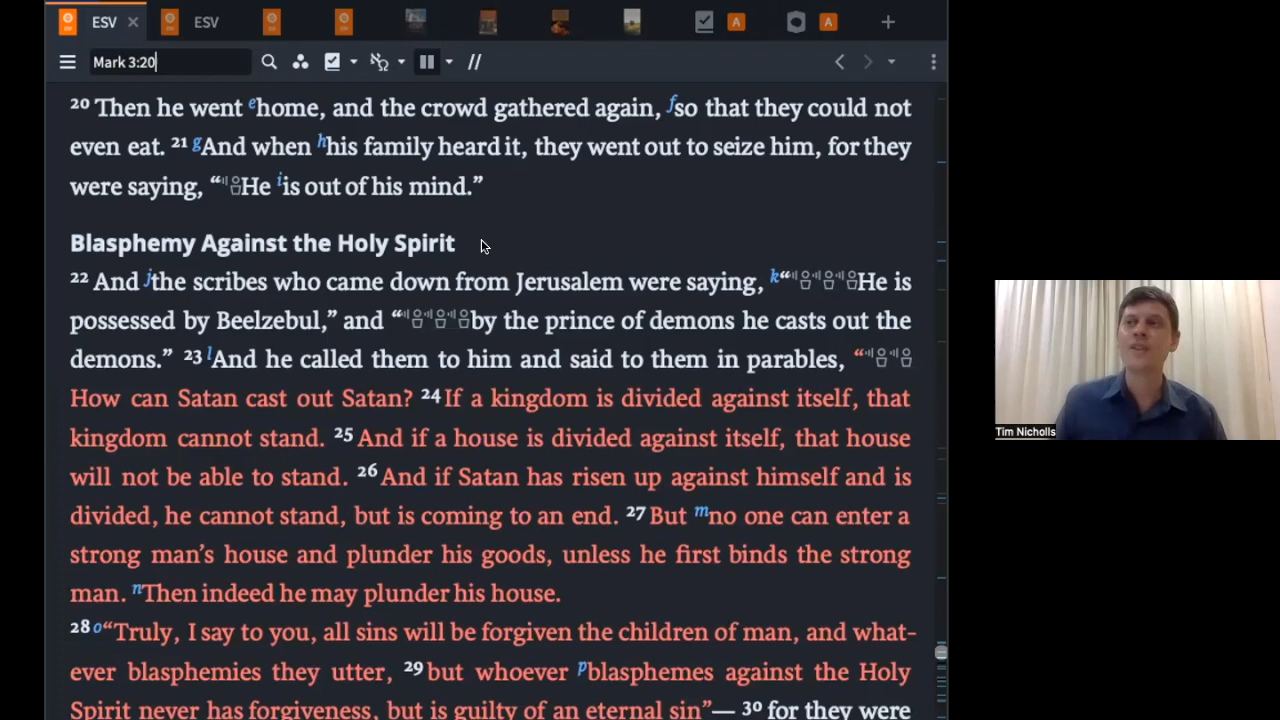 ESV
ESV
A
A
Mark 3:20
20 Then he went e home, and the crowd gathered again, f so that they could not
even eat. 21 g And when h his family heard it, they went out to seize him, for they
were saying, “He i is out of his mind.”
Blasphemy Against the Holy Spirit
22 And j the scribes who came down from Jerusalem were saying, k “He is
possessed by Beelzebul,” and “by the prince of demons he casts out the
demons.” 23 l And he called them to him and said to them in parables, “
How can Satan cast out Satan? 24 If a kingdom is divided against itself, that
kingdom cannot stand. 25 And if a house is divided against itself, that house
will not be able to stand. 26 And if Satan has risen up against himself and is
divided, he cannot stand, but is coming to an end. 27 But m no one can enter a
strong man’s house and plunder his goods, unless he first binds the strong
man. n Then indeed he may plunder his house.
28 o “Truly, I say to you, all sins will be forgiven the children of man, and what-
ever blasphemies they utter, 29 but whoever p blasphemes against the Holy
Spirit never has forgiveness, but is guilty of an eternal sin”— 30 for they were
Tim Nicholls